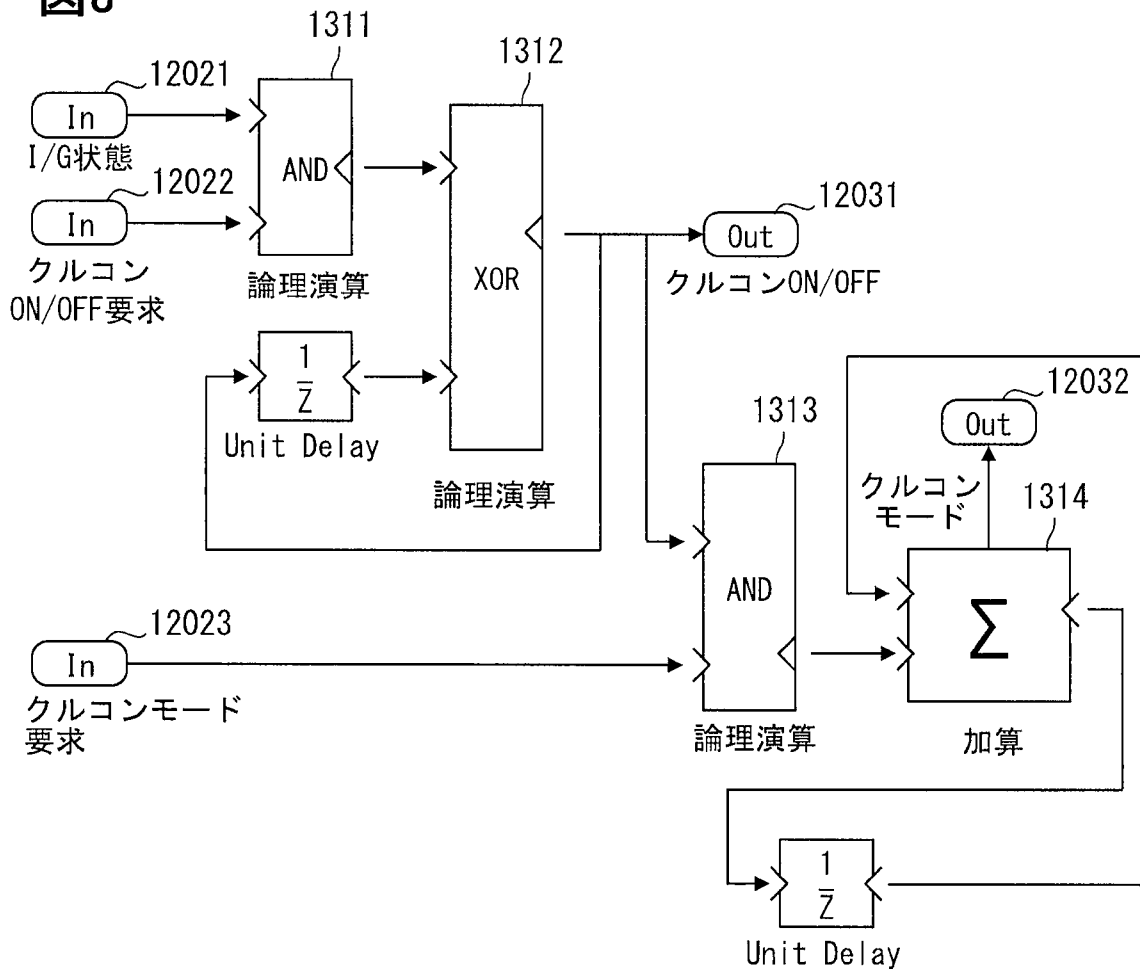 1311
1312
12021
In
I/G状態
12022
In
クルコン
ON/OFF要求
AND
論理演算
XOR
論理演算
1
Z
Unit Delay
12031
Out
クルコンON/OFF
12032
Out
クルコン
モード
1313
AND
論理演算
1314
Σ
加算
12023
In
クルコンモード
要求
1
Z
Unit Delay